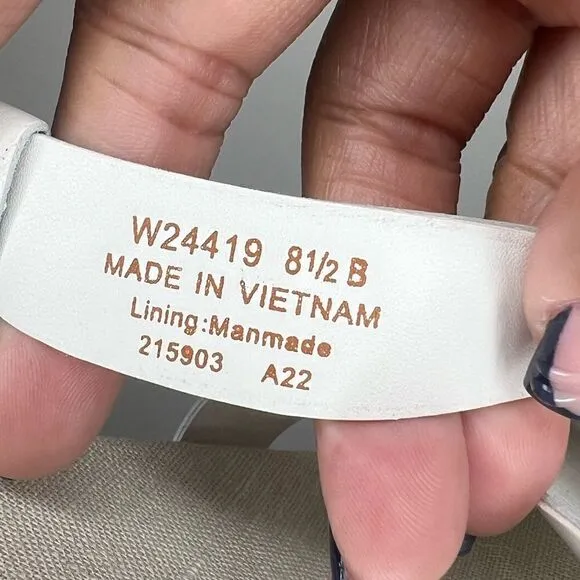 W24419 8½ B
MADE IN VIETNAM
Lining:Manmade
215903 A22